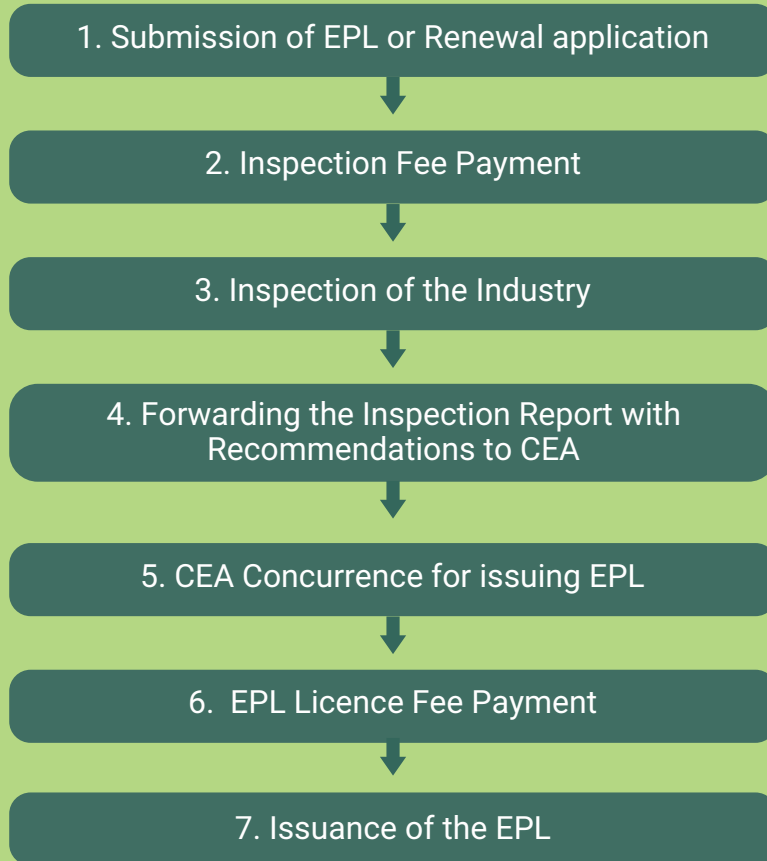 1. Submission of EPL or Renewal application
2. Inspection Fee Payment
3. Inspection of the Industry
4. Forwarding the Inspection Report with
Recommendations to CEA
5. CEA Concurrence for issuing EPL
6. EPL Licence Fee Payment
7. Issuance of the EPL